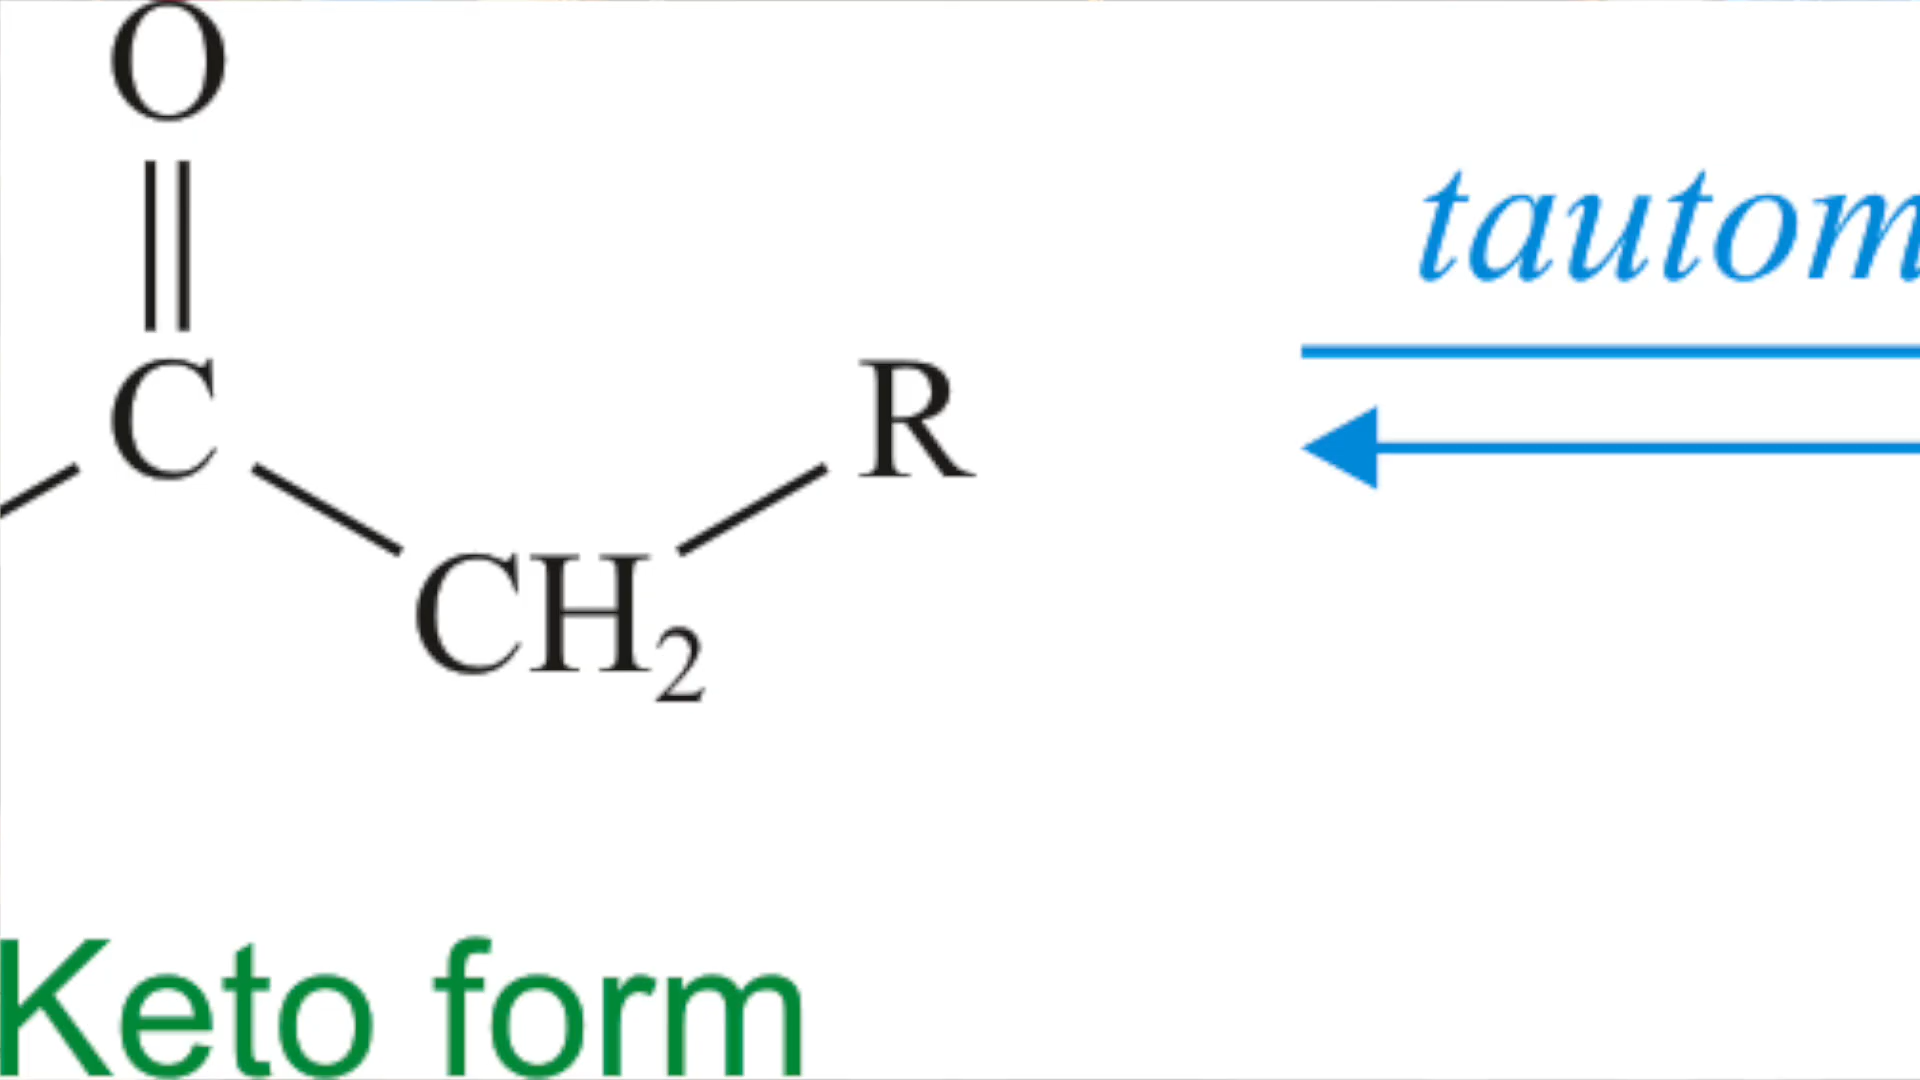 O
tautom
C
R
CH₂
Keto form